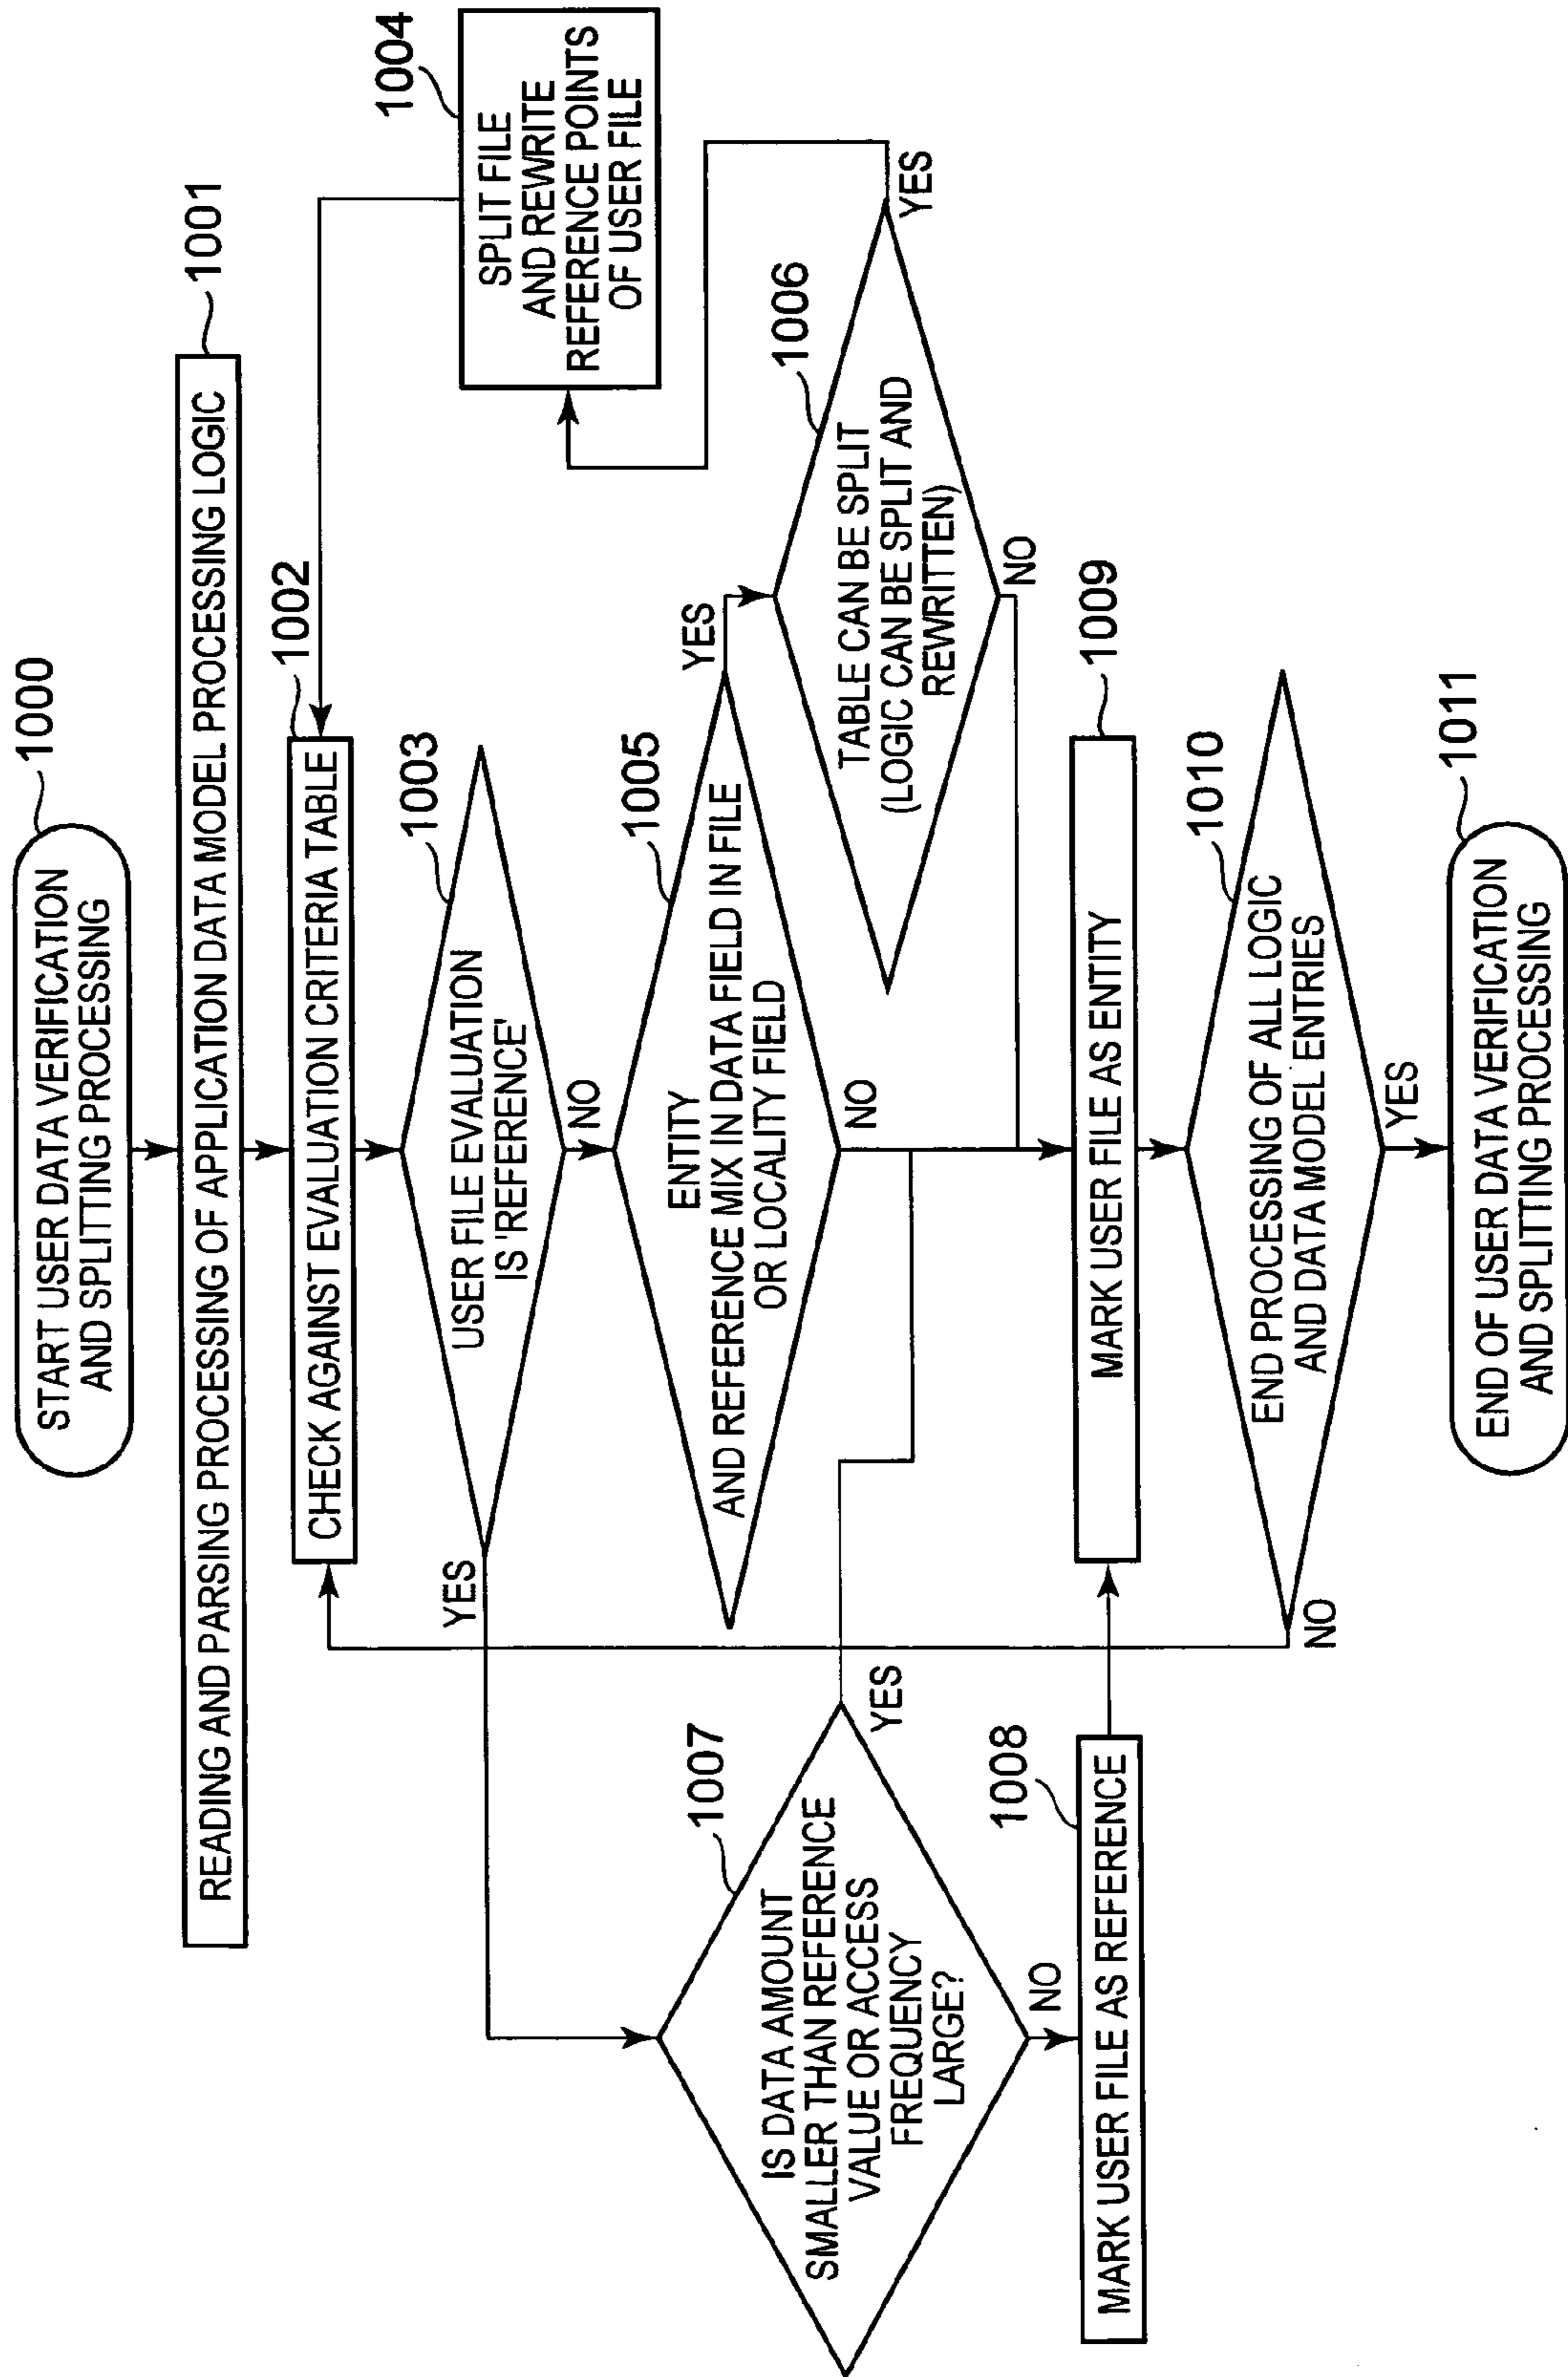 START USER DATA VERIFICATION
AND SPLITTING PROCESSING
1000
READING AND PARSING PROCESSING OF APPLICATION DATA MODEL PROCESSING LOGIC
1001
CHECK AGAINST EVALUATION CRITERIA TABLE
1002
USER FILE EVALUATION
IS 'REFERENCE'
1003
YES
NO
SPLIT FILE
AND REWRITE
REFERENCE POINTS
OF USER FILE
1004
ENTITY
AND REFERENCE MIX IN DATA FIELD IN FILE
OR LOCALITY FIELD
1005
YES
NO
TABLE CAN BE SPLIT
(LOGIC CAN BE SPLIT AND
REWRITTEN)
1006
YES
NO
IS DATA AMOUNT
SMALLER THAN REFERENCE
VALUE OR ACCESS
FREQUENCY
LARGE?
1007
YES
NO
MARK USER FILE AS REFERENCE
1008
MARK USER FILE AS ENTITY
1009
END PROCESSING OF ALL LOGIC
AND DATA MODEL ENTRIES
1010
NO
YES
END OF USER DATA VERIFICATION
AND SPLITTING PROCESSING
1011